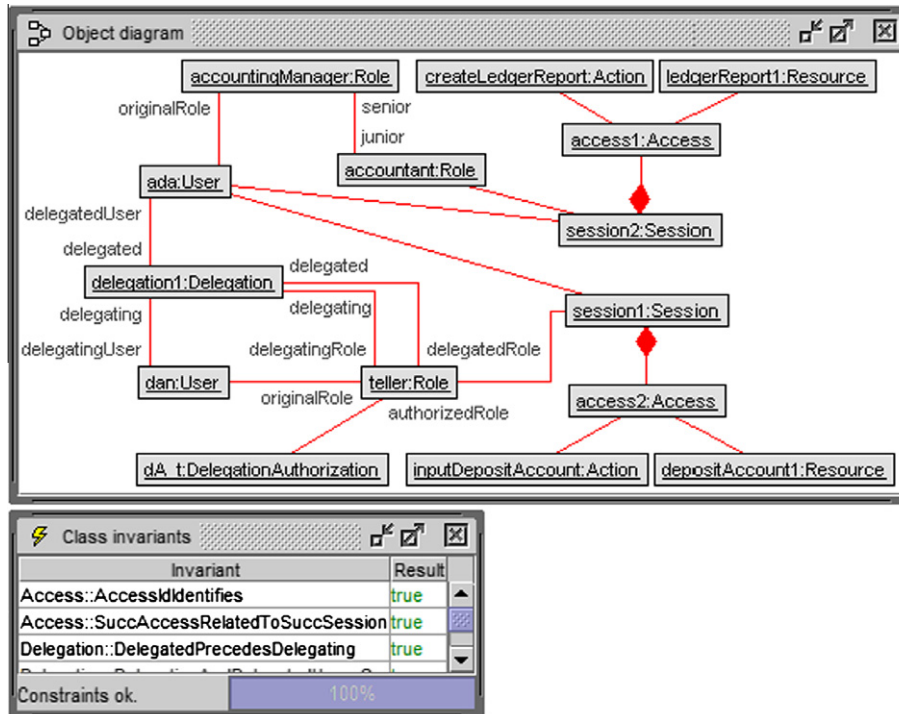 Object diagram
accountingManager:Role
createLedgerReport:Action
ledgerReport1:Resource
originalRole
senior
junior
access1:Access
ada:User
accountant:Role
delegatedUser
session2:Session
delegated
delegated
delegation1:Delegation
delegating
delegating
session1:Session
delegatingUser
delegatingRole
delegatedRole
dan:User
teller:Role
originalRole
authorizedRole
access2:Access
dA_t:DelegationAuthorization
inputDepositAccount:Action
depositAccount1:Resource
Class invariants
Invariant Result
Access::AccessIdIdentifies true
Access::SuccAccessRelatedToSuccSession true
Delegation::DelegatedPrecedesDelegating true
Constraints ok. 100%